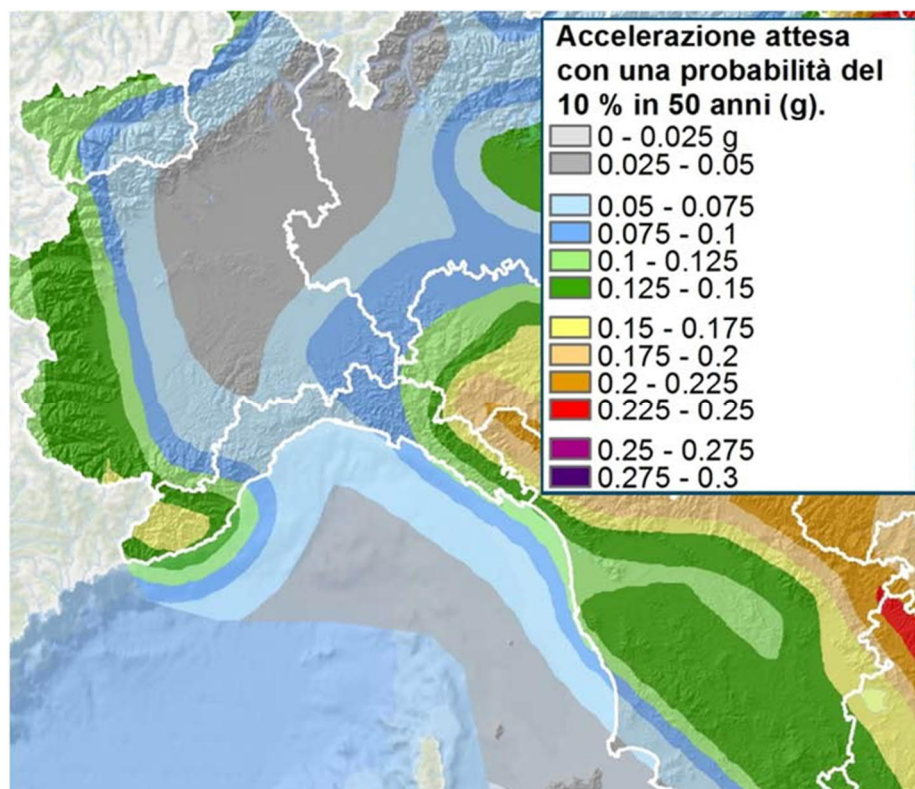 Accelerazione attesa
con una probabilità del
10 % in 50 anni (g).
0 - 0.025 g
0.025 - 0.05
0.05 - 0.075
0.075 - 0.1
0.1 - 0.125
0.125 - 0.15
0.15 - 0.175
0.175 - 0.2
0.2 - 0.225
0.225 - 0.25
0.25 - 0.275
0.275 - 0.3